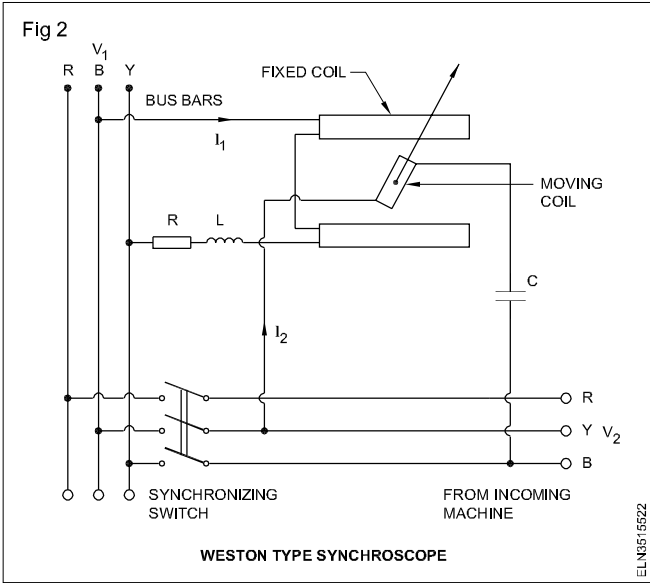 Fig 2
V1
R B Y
BUS BARS
I1
FIXED COIL
MOVING
COIL
R L
C
I2
R
Y V2
B
SYNCHRONIZING
SWITCH
FROM INCOMING
MACHINE
WESTON TYPE SYNCHROSCOPE
ELN3515522